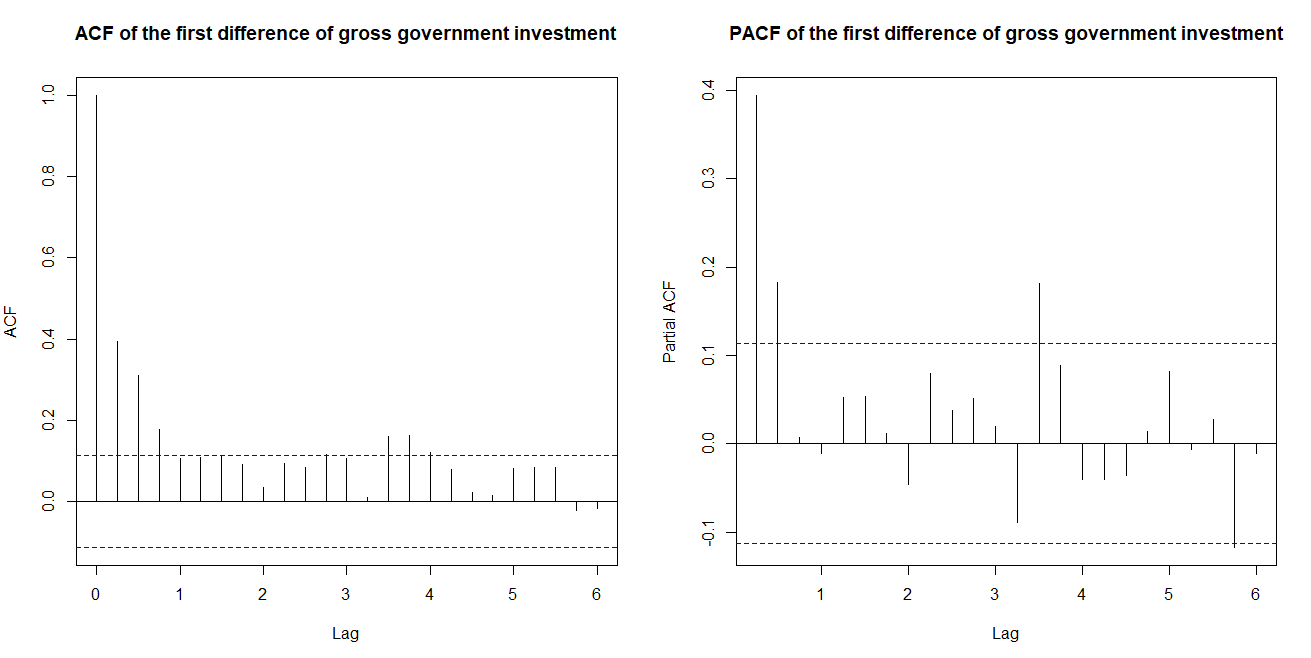 ACF of the first difference of gross government investment
ACF
1.0
0.8
0.6
0.4
0.2
0.0
0 1 2 3 4 5 6
Lag
PACF of the first difference of gross government investment
Partial ACF
0.4
0.3
0.2
0.1
0.0
-0.1
1 2 3 4 5 6
Lag